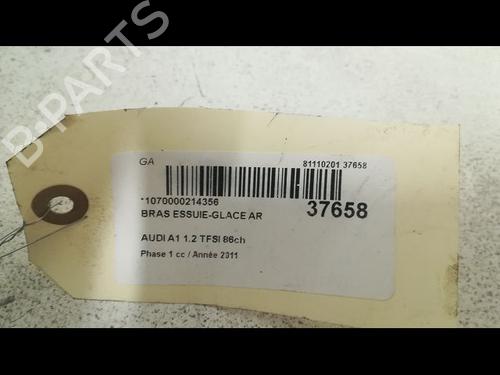 B-PARTS
GA
81110201 37658
*1070000214356
37658
BRAS ESSUIE-GLACE AR
AUDI A1 1.2 TFSI 86ch
Phase 1 cc / Année 2011